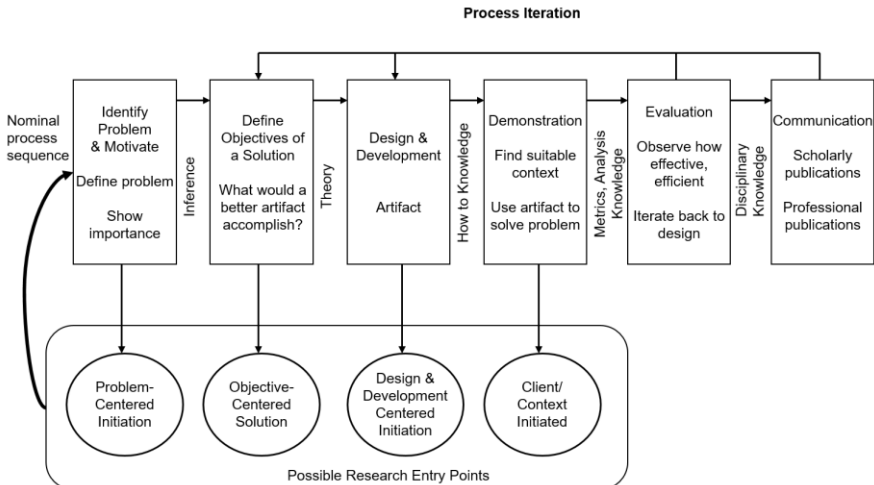 Process Iteration
Nominal
process
sequence
Identify
Problem
& Motivate
Define problem
Show
importance
Inference
Define
Objectives of
a Solution
What would a
better artifact
accomplish?
Theory
Design &
Development
Artifact
How to Knowledge
Demonstration
Find suitable
context
Use artifact to
solve problem
Metrics, Analysis
Knowledge
Evaluation
Observe how
effective,
efficient
Iterate back to
design
Disciplinary
Knowledge
Communication
Scholarly
publications
Professional
publications
Problem-
Centered
Initiation
Objective-
Centered
Solution
Design &
Development
Centered
Initiation
Client/
Context
Initiated
Possible Research Entry Points